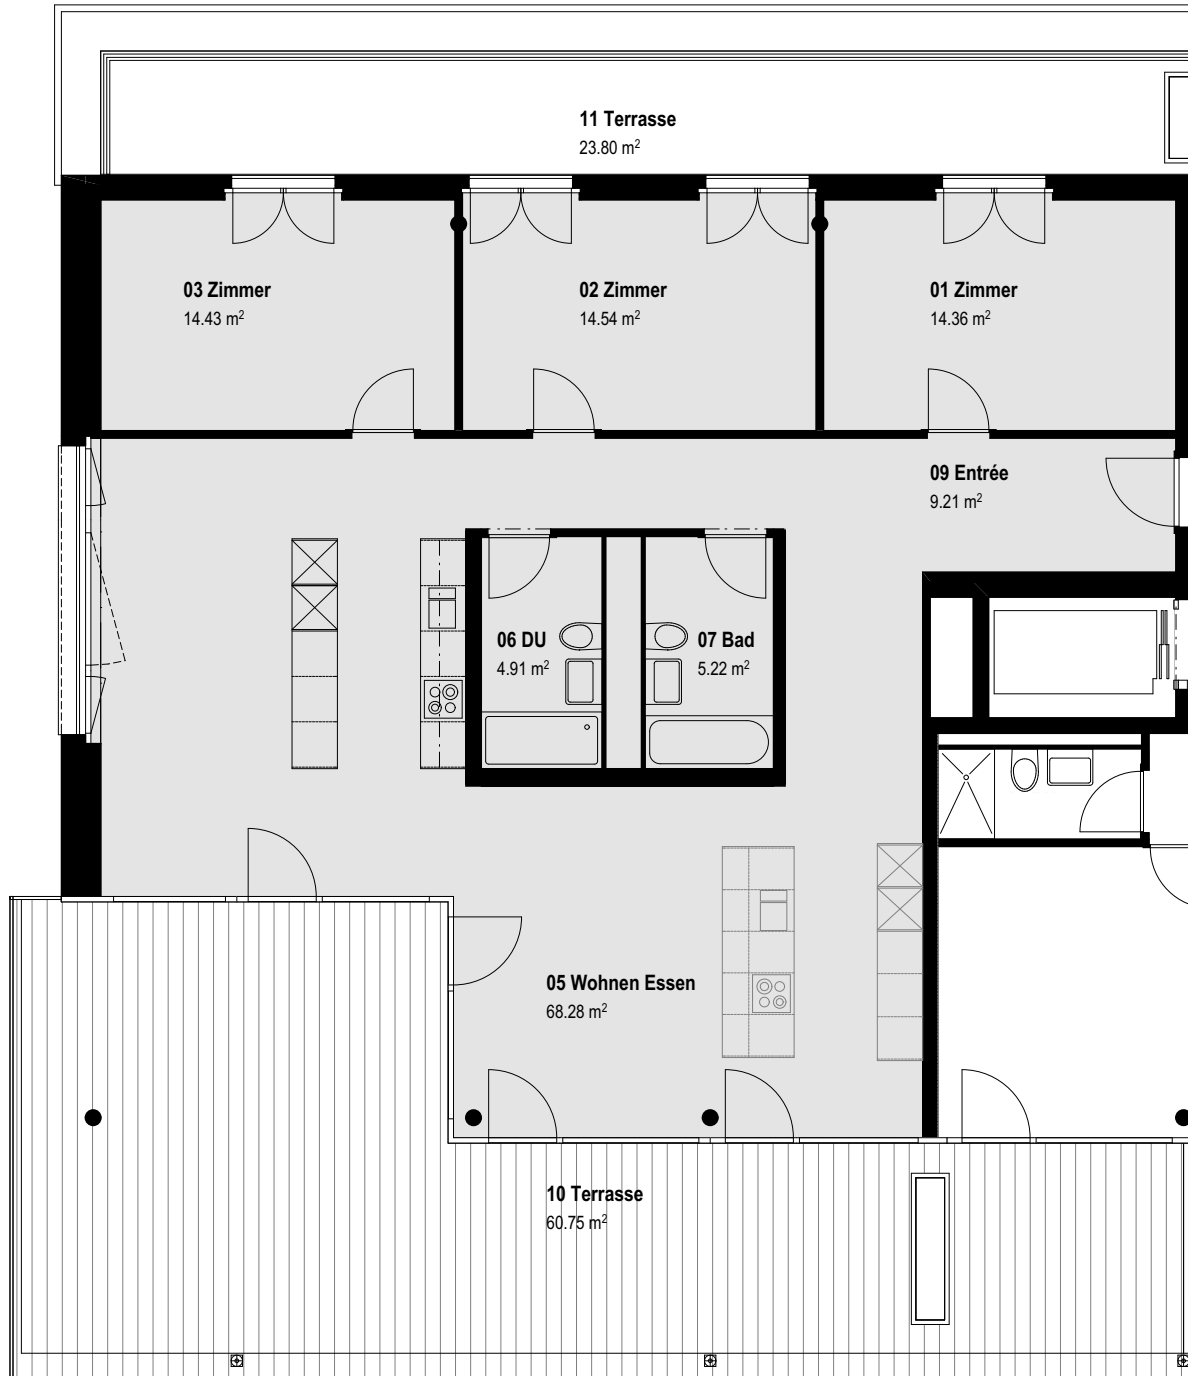 11 Terrasse
23.80 m²
03 Zimmer
14.43 m²
02 Zimmer
14.54 m²
01 Zimmer
14.36 m²
09 Entrée
9.21 m²
06 DU
4.91 m²
07 Bad
5.22 m²
05 Wohnen Essen
68.28 m²
10 Terrasse
60.75 m²